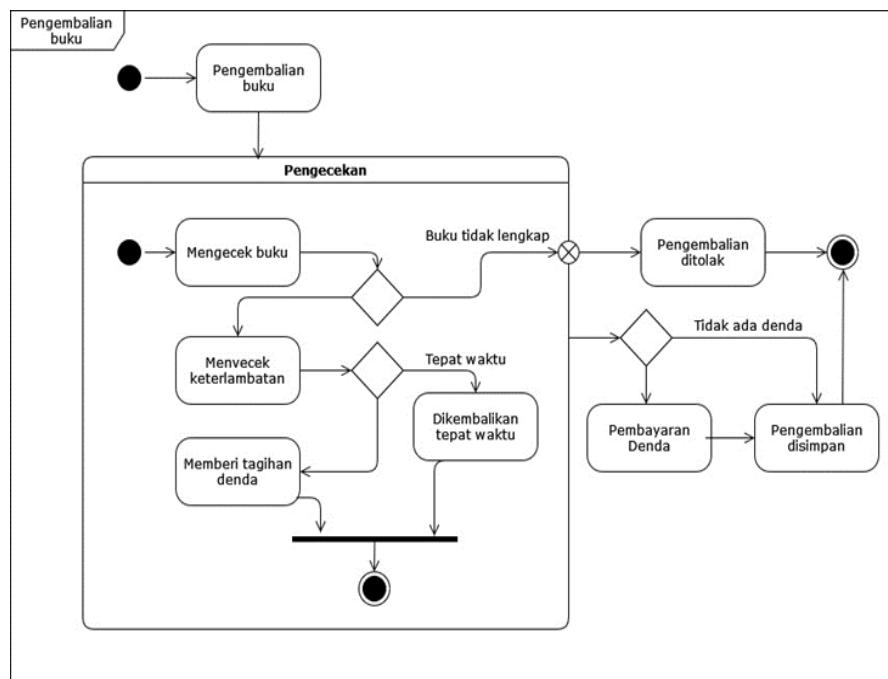 Pengembalian
buku
Pengembalian
buku
Pengecekan
Mengecek buku
Buku tidak lengkap
Pengembalian
ditolak
Menvecek
keterlambatan
Tepat waktu
Dikembalikan
tepat waktu
Memberi tagihan
denda
Tidak ada denda
Pembayaran
Denda
Pengembalian
disimpan